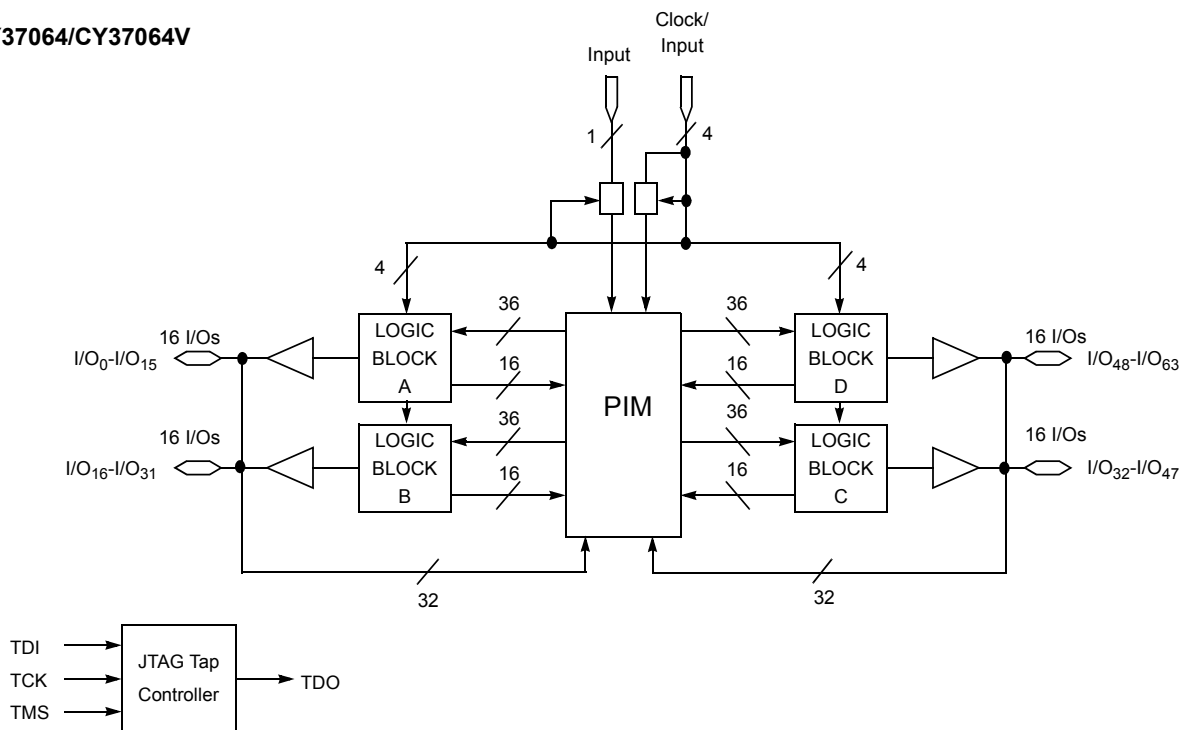 Y37064/CY37064V
Clock/
Input
Input
1
4
4
4
16 I/Os
I/O0-I/O15
LOGIC
BLOCK
A
36
16
PIM
36
16
LOGIC
BLOCK
D
16 I/Os
I/O48-I/O63
16 I/Os
I/O16-I/O31
LOGIC
BLOCK
B
36
16
36
16
LOGIC
BLOCK
C
16 I/Os
I/O32-I/O47
32
32
TDI
TCK
TMS
JTAG Tap
Controller
TDO